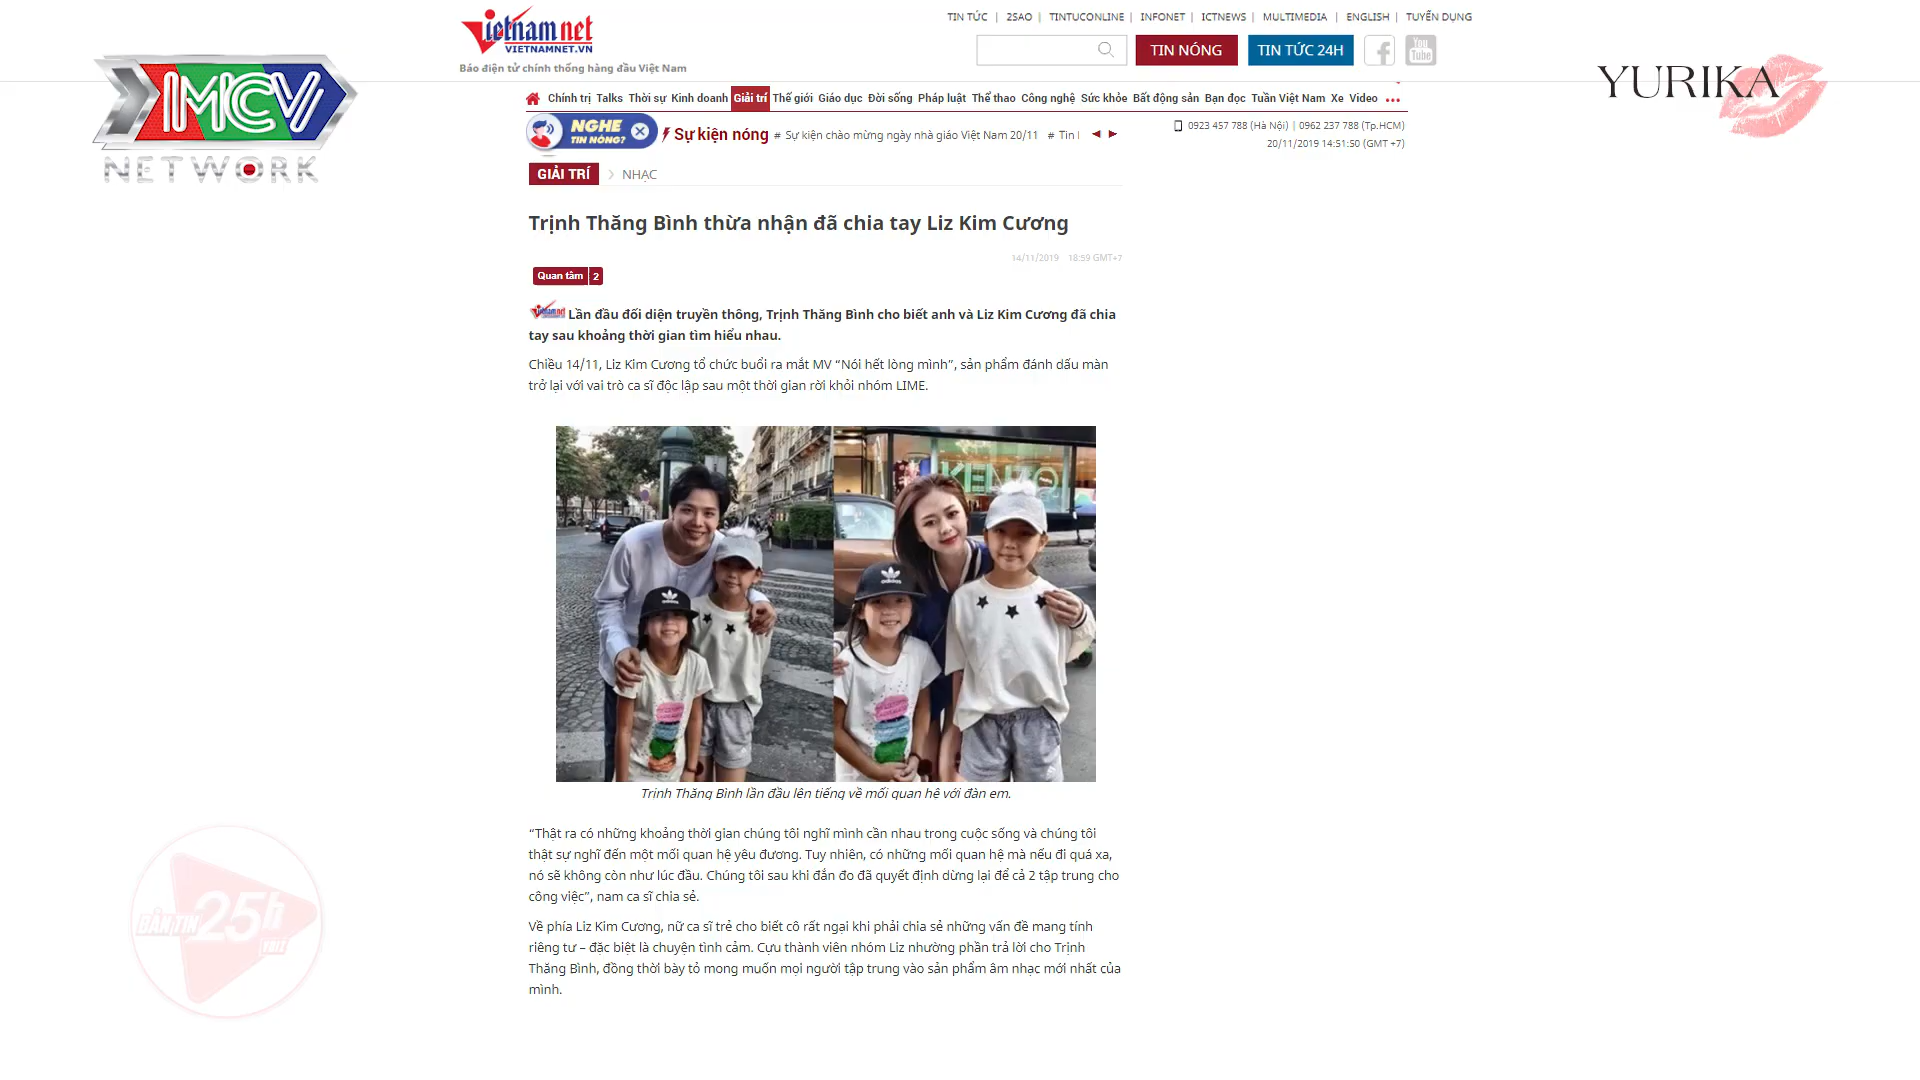 Vietnamnet
VIETNAMNET.VN
Báo điện tử chính thống hàng đầu Việt Nam
TIN TỨC | 2SAO | TINTUCONLINE | INFONET | ICTNEWS | MULTIMEDIA | ENGLISH | TUYỂN DỤNG
TIN NÓNG
TIN TỨC 24H
You Tube
MCV
NETWORK
YURIKA
Chính trị Talks Thời sự Kinh doanh Giải trí Thế giới Giáo dục Đời sống Pháp luật Thể thao Công nghệ Sức khỏe Bất động sản Bạn đọc Tuần Việt Nam Xe Video
NGHE
TIN NÓNG?
Sự kiện nóng # Sự kiện chào mừng ngày nhà giáo Việt Nam 20/11 # Tin
0923 457 788 (Hà Nội) | 0962 237 788 (Tp.HCM)
20/11/2019 14:51:50 (GMT +7)
GIẢI TRÍ > NHẠC
Trịnh Thăng Bình thừa nhận đã chia tay Liz Kim Cương
14/11/2019 18:59 GMT+7
Quan tâm 2
Vietnamnet Lần đầu đối diện truyền thông, Trịnh Thăng Bình cho biết anh và Liz Kim Cương đã chia
tay sau khoảng thời gian tìm hiểu nhau.
Chiều 14/11, Liz Kim Cương tổ chức buổi ra mắt MV “Nói hết lòng mình”, sản phẩm đánh dấu màn
trở lại với vai trò ca sĩ độc lập sau một thời gian rời khỏi nhóm LIME.
KENZO
adidas
adidas
Trịnh Thăng Bình lần đầu lên tiếng về mối quan hệ với đàn em.
“Thật ra có những khoảng thời gian chúng tôi nghĩ mình cần nhau trong cuộc sống và chúng tôi
thật sự nghĩ đến một mối quan hệ yêu đương. Tuy nhiên, có những mối quan hệ mà nếu đi quá xa,
nó sẽ không còn như lúc đầu. Chúng tôi sau khi đắn đo đã quyết định dừng lại để cả 2 tập trung cho
công việc”, nam ca sĩ chia sẻ.
Về phía Liz Kim Cương, nữ ca sĩ trẻ cho biết cô rất ngại khi phải chia sẻ những vấn đề mang tính
riêng tư – đặc biệt là chuyện tình cảm. Cựu thành viên nhóm Liz nhường phần trả lời cho Trịnh
Thăng Bình, đồng thời bày tỏ mong muốn mọi người tập trung vào sản phẩm âm nhạc mới nhất của
mình.
BẢN TIN 25h